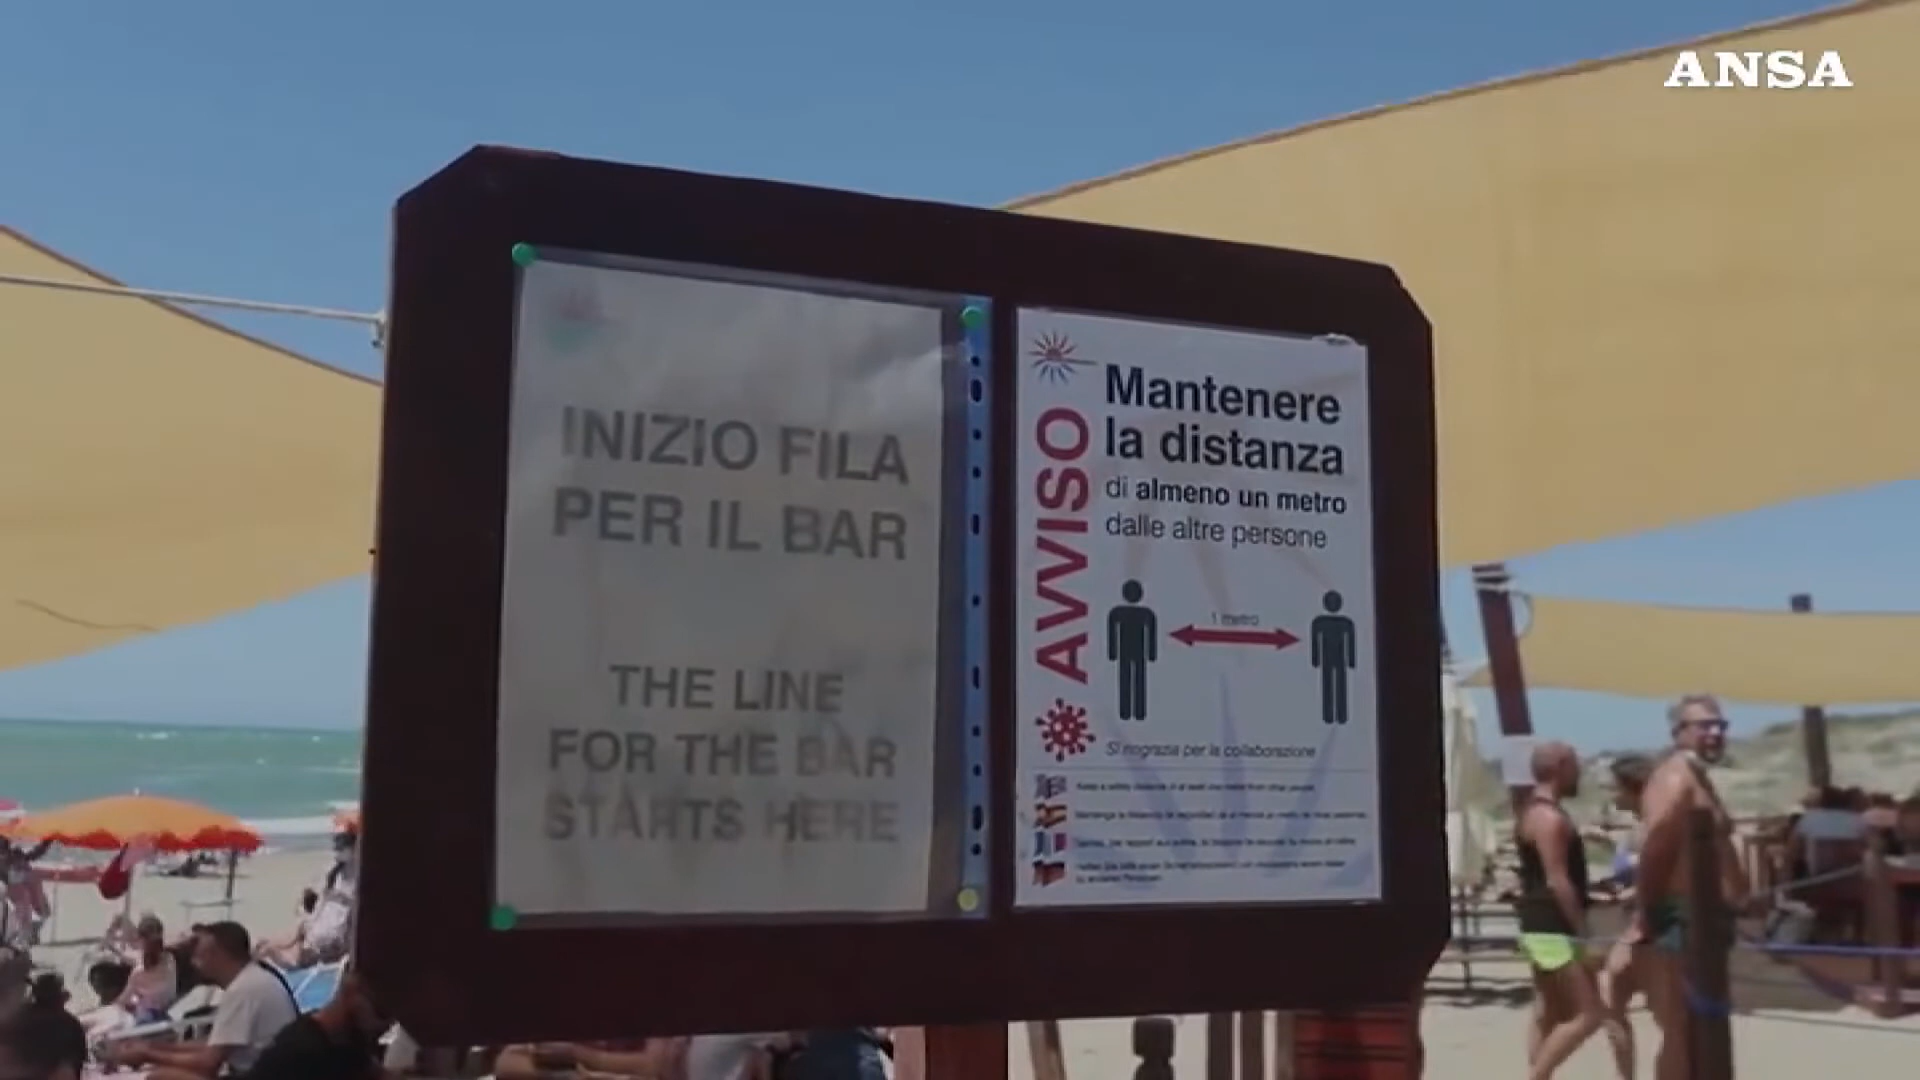 ANSA
INIZIO FILA
PER IL BAR
THE LINE
FOR THE BAR
STARTS HERE
AVVISO
Mantenere
la distanza
di almeno un metro
dalle altre persone
1 metro
Si ringrazia per la collaborazione